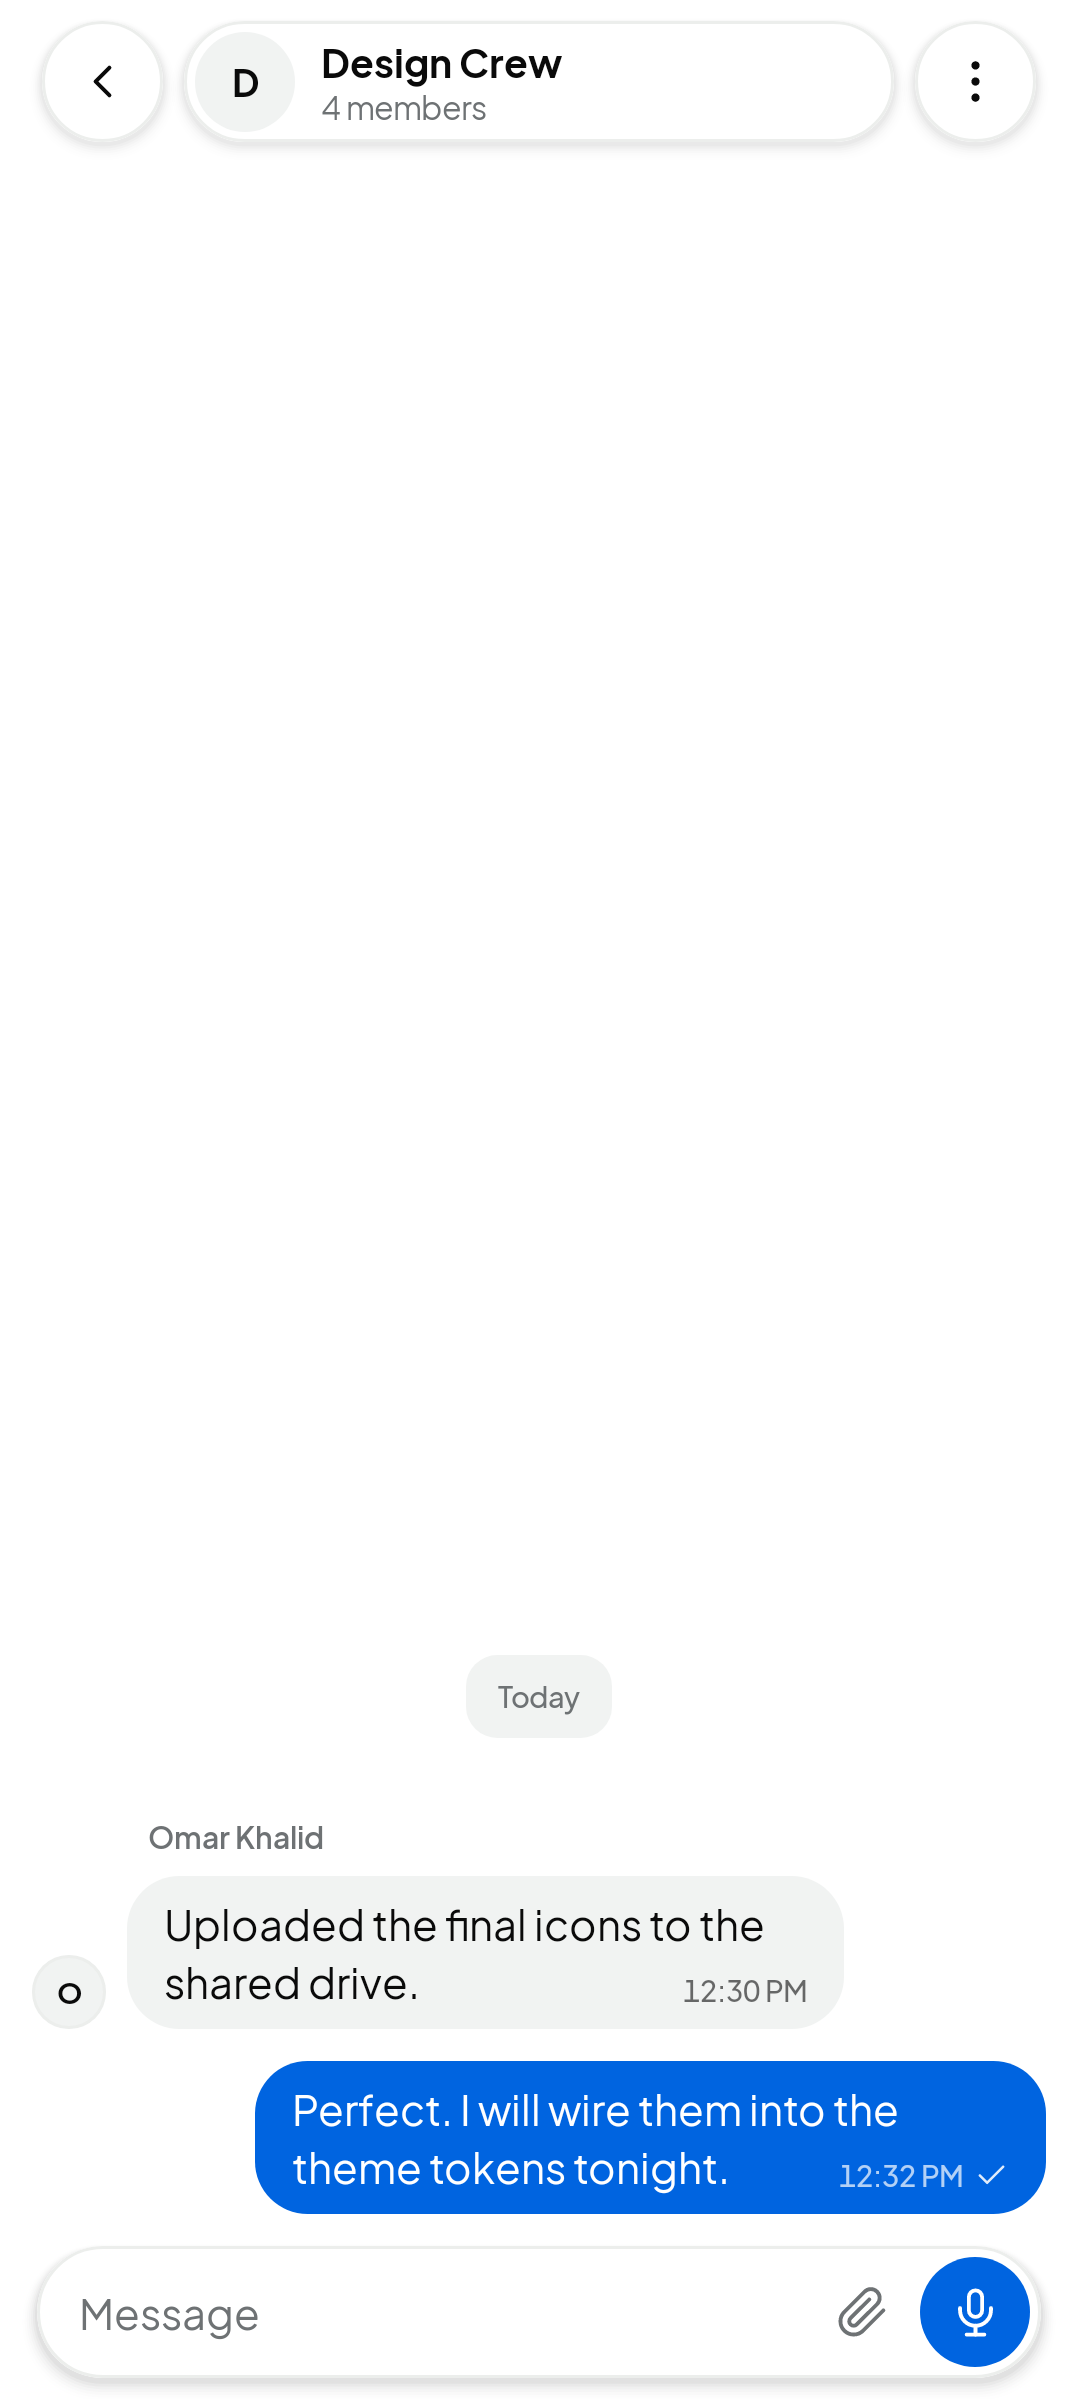 D
Design Crew
4 members
Today
Omar Khalid
Uploaded the final icons to the
shared drive.
12:30 PM
O
Perfect. I will wire them into the
theme tokens tonight.
12:32 PM
Message